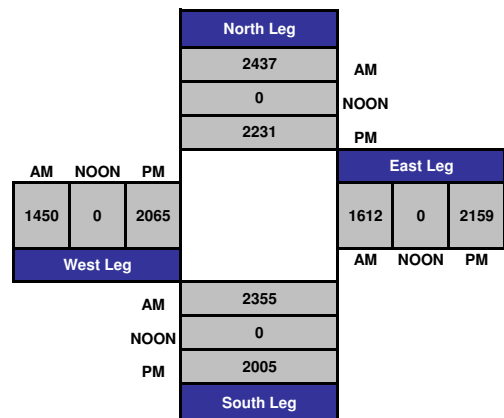 North Leg
2437 AM
0 NOON
2231 PM
AM NOON PM
East Leg
1450 0 2065
1612 0 2159
West Leg
AM NOON PM
AM 2355
NOON 0
PM 2005
South Leg